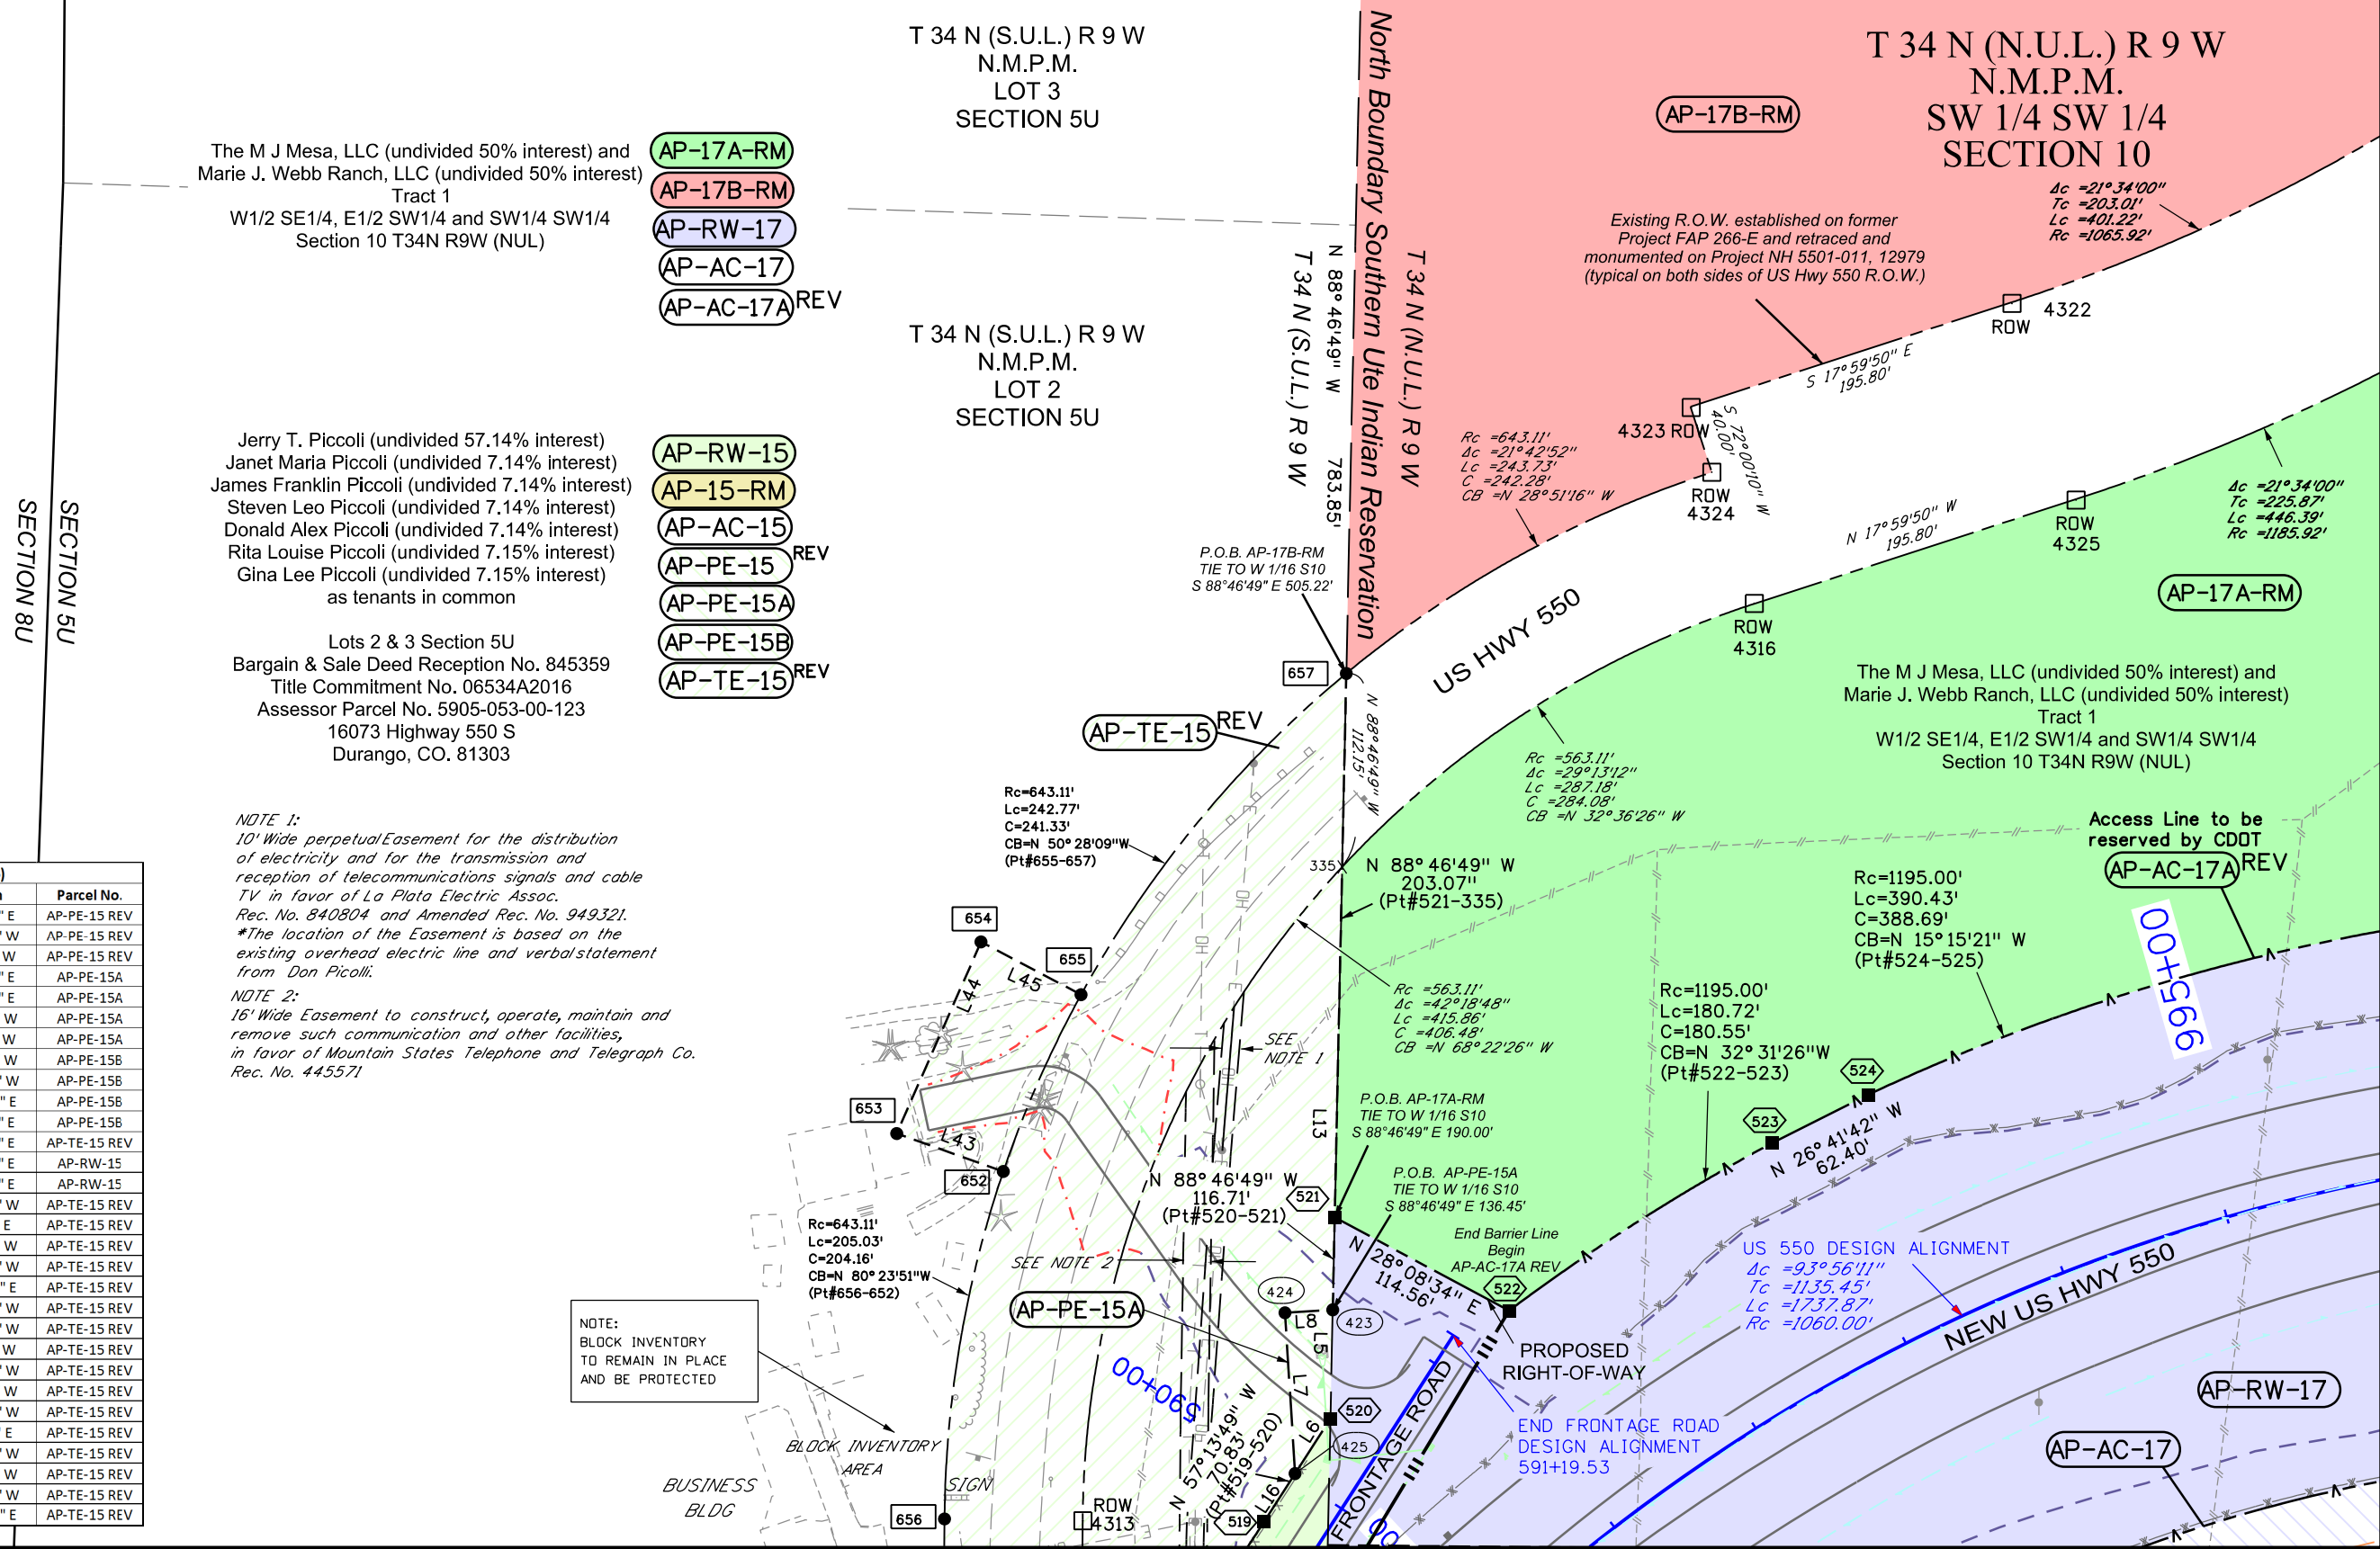 T 34 N (S.U.L.) R 9 W
N.M.P.M.
LOT 3
SECTION 5U
T 34 N (N.U.L.) R 9 W
N.M.P.M.
SW 1/4 SW 1/4
SECTION 10
AP-17B-RM
The M J Mesa, LLC (undivided 50% interest) and
Marie J. Webb Ranch, LLC (undivided 50% interest)
Tract 1
W1/2 SE1/4, E1/2 SW1/4 and SW1/4 SW1/4
Section 10 T34N R9W (NUL)
AP-17A-RM
AP-17B-RM
AP-RW-17
AP-AC-17
AP-AC-17A REV
T 34 N (S.U.L.) R 9 W
N.M.P.M.
LOT 2
SECTION 5U
Jerry T. Piccoli (undivided 57.14% interest)
Janet Maria Piccoli (undivided 7.14% interest)
James Franklin Piccoli (undivided 7.14% interest)
Steven Leo Piccoli (undivided 7.14% interest)
Donald Alex Piccoli (undivided 7.14% interest)
Rita Louise Piccoli (undivided 7.15% interest)
Gina Lee Piccoli (undivided 7.15% interest)
as tenants in common
Lots 2 & 3 Section 5U
Bargain & Sale Deed Reception No. 845359
Title Commitment No. 06534A2016
Assessor Parcel No. 5905-053-00-123
16073 Highway 550 S
Durango, CO. 81303
AP-RW-15
AP-15-RM
AP-AC-15
AP-PE-15 REV
AP-PE-15A
AP-PE-15B
AP-TE-15 REV
SECTION 8U
SECTION 5U
NOTE 1:
10' Wide perpetual Easement for the distribution
of electricity and for the transmission and
reception of telecommunications signals and cable
TV in favor of La Plata Electric Assoc.
Rec. No. 840804 and Amended Rec. No. 949321.
*The location of the Easement is based on the
existing overhead electric line and verbal statement
from Don Picolli.
NOTE 2:
16' Wide Easement to construct, operate, maintain and
remove such communication and other facilities,
in favor of Mountain States Telephone and Telegraph Co.
Rec. No. 445571
)
Parcel No.
" E AP-PE-15 REV
' W AP-PE-15 REV
W AP-PE-15 REV
" E AP-PE-15A
" E AP-PE-15A
W AP-PE-15A
W AP-PE-15A
W AP-PE-15B
' W AP-PE-15B
" E AP-PE-15B
" E AP-PE-15B
" E AP-TE-15 REV
" E AP-RW-15
" E AP-RW-15
' W AP-TE-15 REV
E AP-TE-15 REV
W AP-TE-15 REV
' W AP-TE-15 REV
" E AP-TE-15 REV
' W AP-TE-15 REV
' W AP-TE-15 REV
W AP-TE-15 REV
' W AP-TE-15 REV
W AP-TE-15 REV
' W AP-TE-15 REV
' E AP-TE-15 REV
' W AP-TE-15 REV
W AP-TE-15 REV
' W AP-TE-15 REV
" E AP-TE-15 REV
North Boundary Southern Ute Indian Reservation
T 34 N (N.U.L.) R 9 W
N 88°46'49" W 783.85'
T 34 N (S.U.L.) R 9 W
Δc =21°34'00"
Tc =203.01'
Lc =401.22'
Rc =1065.92'
Existing R.O.W. established on former
Project FAP 266-E and retraced and
monumented on Project NH 5501-011, 12979
(typical on both sides of US Hwy 550 R.O.W.)
ROW
4322
S 17°59'50" E
195.80'
4323 ROW
S 72°00'10" W
40.00'
ROW
4324
Rc =643.11'
Δc =21°42'52"
Lc =243.73'
C =242.28'
CB =N 28°51'16" W
P.O.B. AP-17B-RM
TIE TO W 1/16 S10
S 88°46'49" E 505.22'
N 17°59'50" W
195.80'
ROW
4325
ROW
4316
Δc =21°34'00"
Tc =225.87'
Lc =446.39'
Rc =1185.92'
AP-17A-RM
US HWY 550
657
N 88°46'49" W
112.15'
AP-TE-15 REV
Rc=643.11'
Lc=242.77'
C=241.33'
CB=N 50°28'09"W
(Pt#655-657)
The M J Mesa, LLC (undivided 50% interest) and
Marie J. Webb Ranch, LLC (undivided 50% interest)
Tract 1
W1/2 SE1/4, E1/2 SW1/4 and SW1/4 SW1/4
Section 10 T34N R9W (NUL)
Rc =563.11'
Δc =29°13'12"
Lc =287.18'
C =284.08'
CB =N 32°36'26" W
Access Line to be
reserved by CDOT
AP-AC-17A REV
335
N 88°46'49" W
203.07"
(Pt#521-335)
Rc=1195.00'
Lc=390.43'
C=388.69'
CB=N 15°15'21" W
(Pt#524-525)
595+00
654
655
L44
L45
653
L43
652
Rc =563.11'
Δc =42°18'48"
Lc =415.86'
C =406.48'
CB =N 68°22'26" W
Rc=1195.00'
Lc=180.72'
C=180.55'
CB=N 32°31'26"W
(Pt#522-523)
SEE
NOTE 1
OH
E
OH
524
523
N 26°41'42" W
62.40'
P.O.B. AP-17A-RM
TIE TO W 1/16 S10
S 88°46'49" E 190.00'
L13
N 88°46'49" W
116.71'
(Pt#520-521)
521
P.O.B. AP-PE-15A
TIE TO W 1/16 S10
S 88°46'49" E 136.45'
Rc=643.11'
Lc=205.03'
C=204.16'
CB=N 80°23'51"W
(Pt#656-652)
SEE NOTE 2
N 28°08'34" E
114.56'
End Barrier Line
Begin
AP-AC-17A REV
522
US 550 DESIGN ALIGNMENT
Δc =93°56'11"
Tc =1135.45'
Lc =1737.87'
Rc =1060.00'
NEW US HWY 550
424
L8
423
L5
AP-PE-15A
NOTE:
BLOCK INVENTORY
TO REMAIN IN PLACE
AND BE PROTECTED
PROPOSED
RIGHT-OF-WAY
590+00
L7
520
425
L6
N 57°13'49" W
70.83'
(Pt#519-520)
L16
519
FRONTAGE ROAD
END FRONTAGE ROAD
DESIGN ALIGNMENT
591+19.53
AP-RW-17
AP-AC-17
BLOCK INVENTORY
AREA
BUSINESS
BLDG
SIGN
656
ROW
4313
00